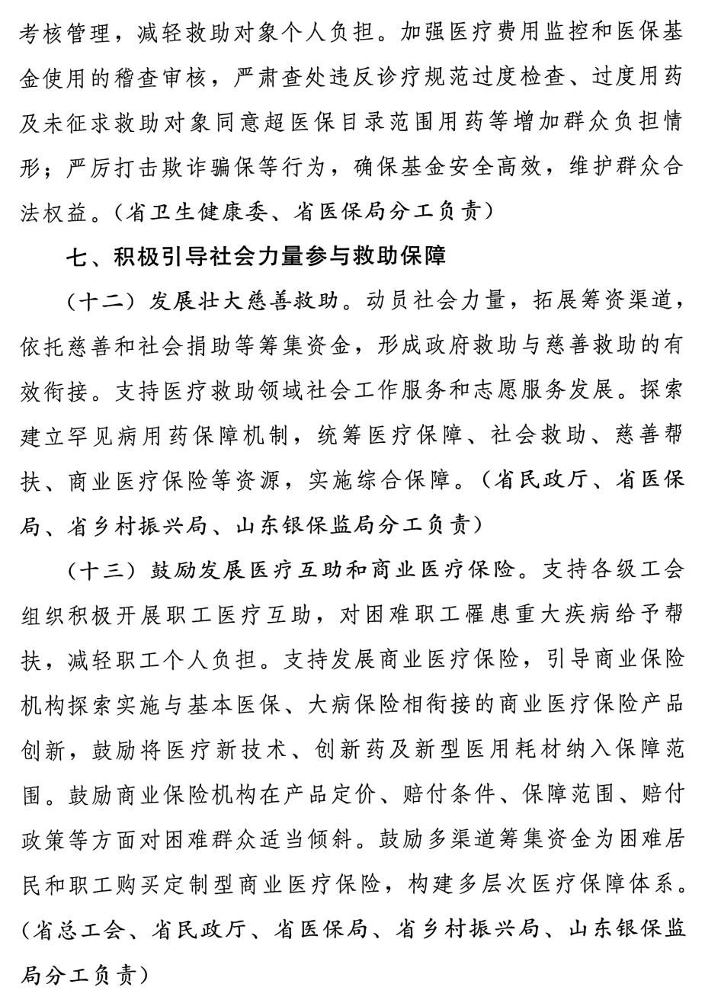 考核管理，减轻救助对象个人负担。加强医疗费用监控和医保基
金使用的稽查审核，严肃查处违反诊疗规范过度检查、过度用药
及未征求救助对象同意超医保目录范围用药等增加群众负担情
形；严厉打击欺诈骗保等行为，确保基金安全高效，维护群众合
法权益。（省卫生健康委、省医保局分工负责）
七、积极引导社会力量参与救助保障
（十二）发展壮大慈善救助。动员社会力量，拓展筹资渠道，
依托慈善和社会捐助等筹集资金，形成政府救助与慈善救助的有
效衔接。支持医疗救助领域社会工作服务和志愿服务发展。探索
建立罕见病用药保障机制，统筹医疗保障、社会救助、慈善帮
扶、商业医疗保险等资源，实施综合保障。（省民政厅、省医保
局、省乡村振兴局、山东银保监局分工负责）
（十三）鼓励发展医疗互助和商业医疗保险。支持各级工会
组织积极开展职工医疗互助，对困难职工罹患重大疾病给予帮
扶，减轻职工个人负担。支持发展商业医疗保险，引导商业保险
机构探索实施与基本医保、大病保险相衔接的商业医疗保险产品
创新，鼓励将医疗新技术、创新药及新型医用耗材纳入保障范
围。鼓励商业保险机构在产品定价、赔付条件、保障范围、赔付
政策等方面对困难群众适当倾斜。鼓励多渠道筹集资金为困难居
民和职工购买定制型商业医疗保险，构建多层次医疗保障体系。
（省总工会、省民政厅、省医保局、省乡村振兴局、山东银保监
局分工负责）